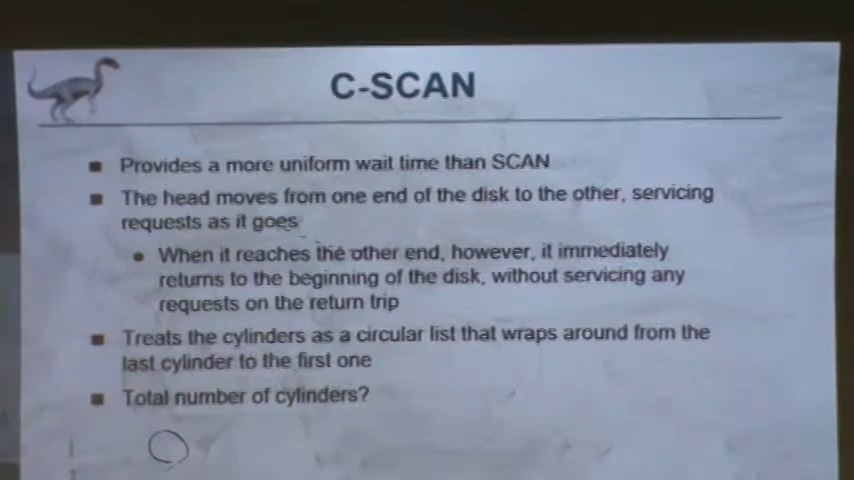 C-SCAN
Provides a more uniform wait time than SCAN
The head moves from one end of the disk to the other, servicing
requests as it goes
When it reaches the other end, however, it immediately
returns to the beginning of the disk, without servicing any
requests on the return trip
Treats the cylinders as a circular list that wraps around from the
last cylinder to the first one
Total number of cylinders?